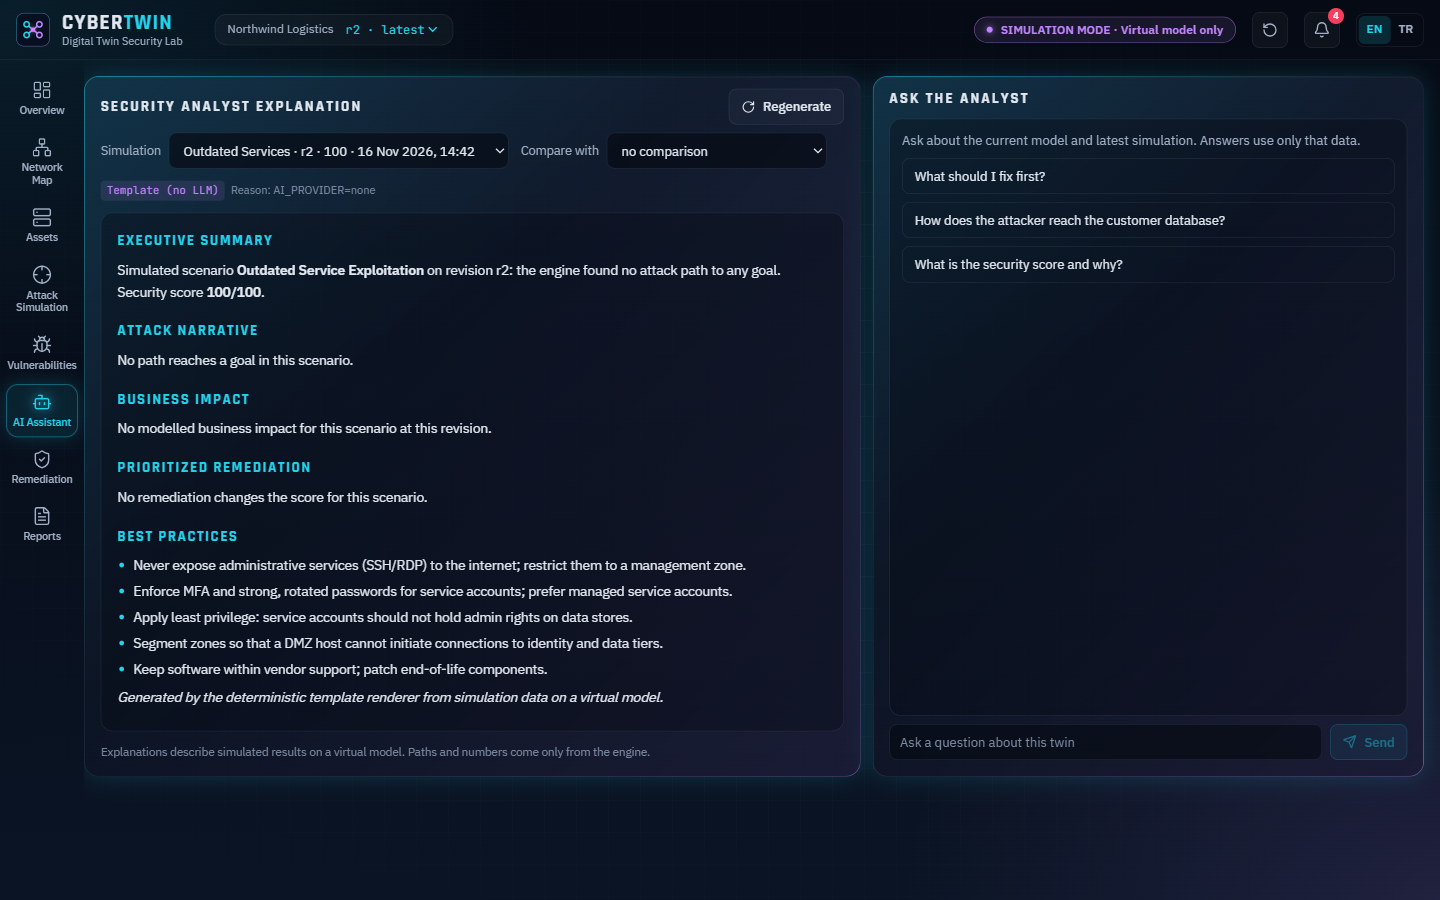 CYBERTWIN
Digital Twin Security Lab
Northwind Logistics r2 · latest
SIMULATION MODE · Virtual model only
4
EN TR
Overview
Network
Map
Assets
Attack
Simulation
Vulnerabilities
AI Assistant
Remediation
Reports
SECURITY ANALYST EXPLANATION
Regenerate
Simulation Outdated Services · r2 · 100 · 16 Nov 2026, 14:42 Compare with no comparison
Template (no LLM) Reason: AI_PROVIDER=none
EXECUTIVE SUMMARY
Simulated scenario Outdated Service Exploitation on revision r2: the engine found no attack path to any goal.
Security score 100/100.
ATTACK NARRATIVE
No path reaches a goal in this scenario.
BUSINESS IMPACT
No modelled business impact for this scenario at this revision.
PRIORITIZED REMEDIATION
No remediation changes the score for this scenario.
BEST PRACTICES
• Never expose administrative services (SSH/RDP) to the internet; restrict them to a management zone.
• Enforce MFA and strong, rotated passwords for service accounts; prefer managed service accounts.
• Apply least privilege: service accounts should not hold admin rights on data stores.
• Segment zones so that a DMZ host cannot initiate connections to identity and data tiers.
• Keep software within vendor support; patch end-of-life components.
Generated by the deterministic template renderer from simulation data on a virtual model.
Explanations describe simulated results on a virtual model. Paths and numbers come only from the engine.
ASK THE ANALYST
Ask about the current model and latest simulation. Answers use only that data.
What should I fix first?
How does the attacker reach the customer database?
What is the security score and why?
Ask a question about this twin
Send